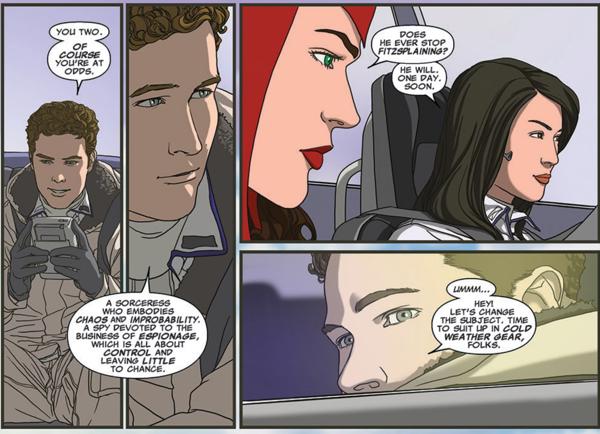 YOU TWO.
OF
COURSE
YOU'RE AT
ODDS.
A SORCERESS
WHO EMBODIES
CHAOS AND IMPROBABILITY.
A SPY DEVOTED TO THE
BUSINESS OF ESPIONAGE,
WHICH IS ALL ABOUT
CONTROL AND
LEAVING LITTLE
TO CHANCE.
DOES
HE EVER STOP
FITZSPLAINING?
HE WILL.
ONE DAY.
SOON.
UMMM...
HEY!
LET'S CHANGE
THE SUBJECT. TIME
TO SUIT UP IN COLD
WEATHER GEAR,
FOLKS.